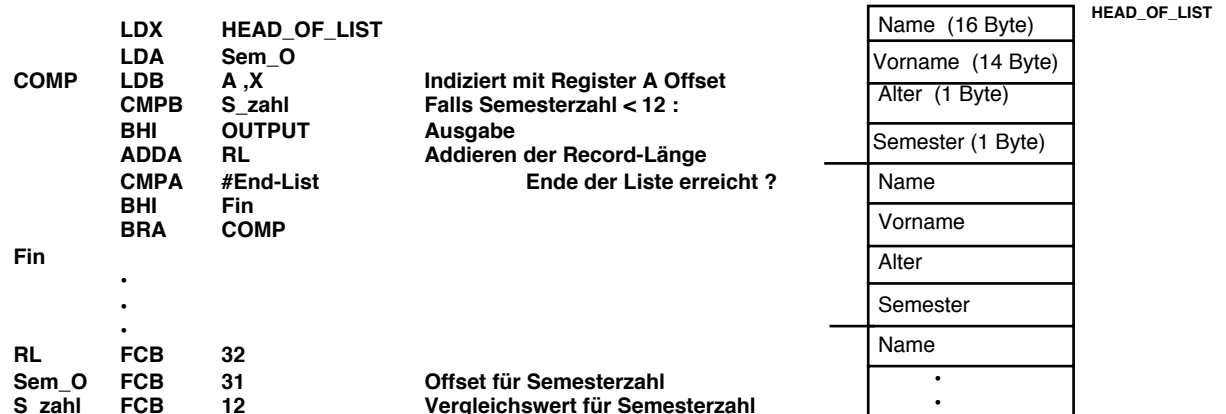 LDX HEAD_OF_LIST
LDA Sem_O
COMP LDB A ,X Indiziert mit Register A Offset
CMPB S_zahl Falls Semesterzahl < 12 :
BHI OUTPUT Ausgabe
ADDA RL Addieren der Record-Länge
CMPA #End-List Ende der Liste erreicht ?
BHI Fin
BRA COMP
Fin
.
.
.
RL FCB 32
Sem_O FCB 31 Offset für Semesterzahl
S_zahl FCB 12 Vergleichswert für Semesterzahl
HEAD_OF_LIST
Name (16 Byte)
Vorname (14 Byte)
Alter (1 Byte)
Semester (1 Byte)
Name
Vorname
Alter
Semester
Name
.
.